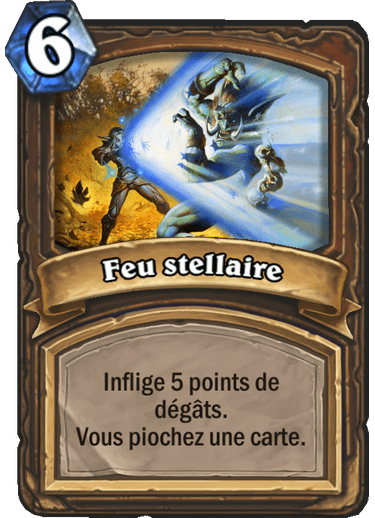 6
Feu stellaire
Inflige 5 points de
dégâts.
Vous piochez une carte.